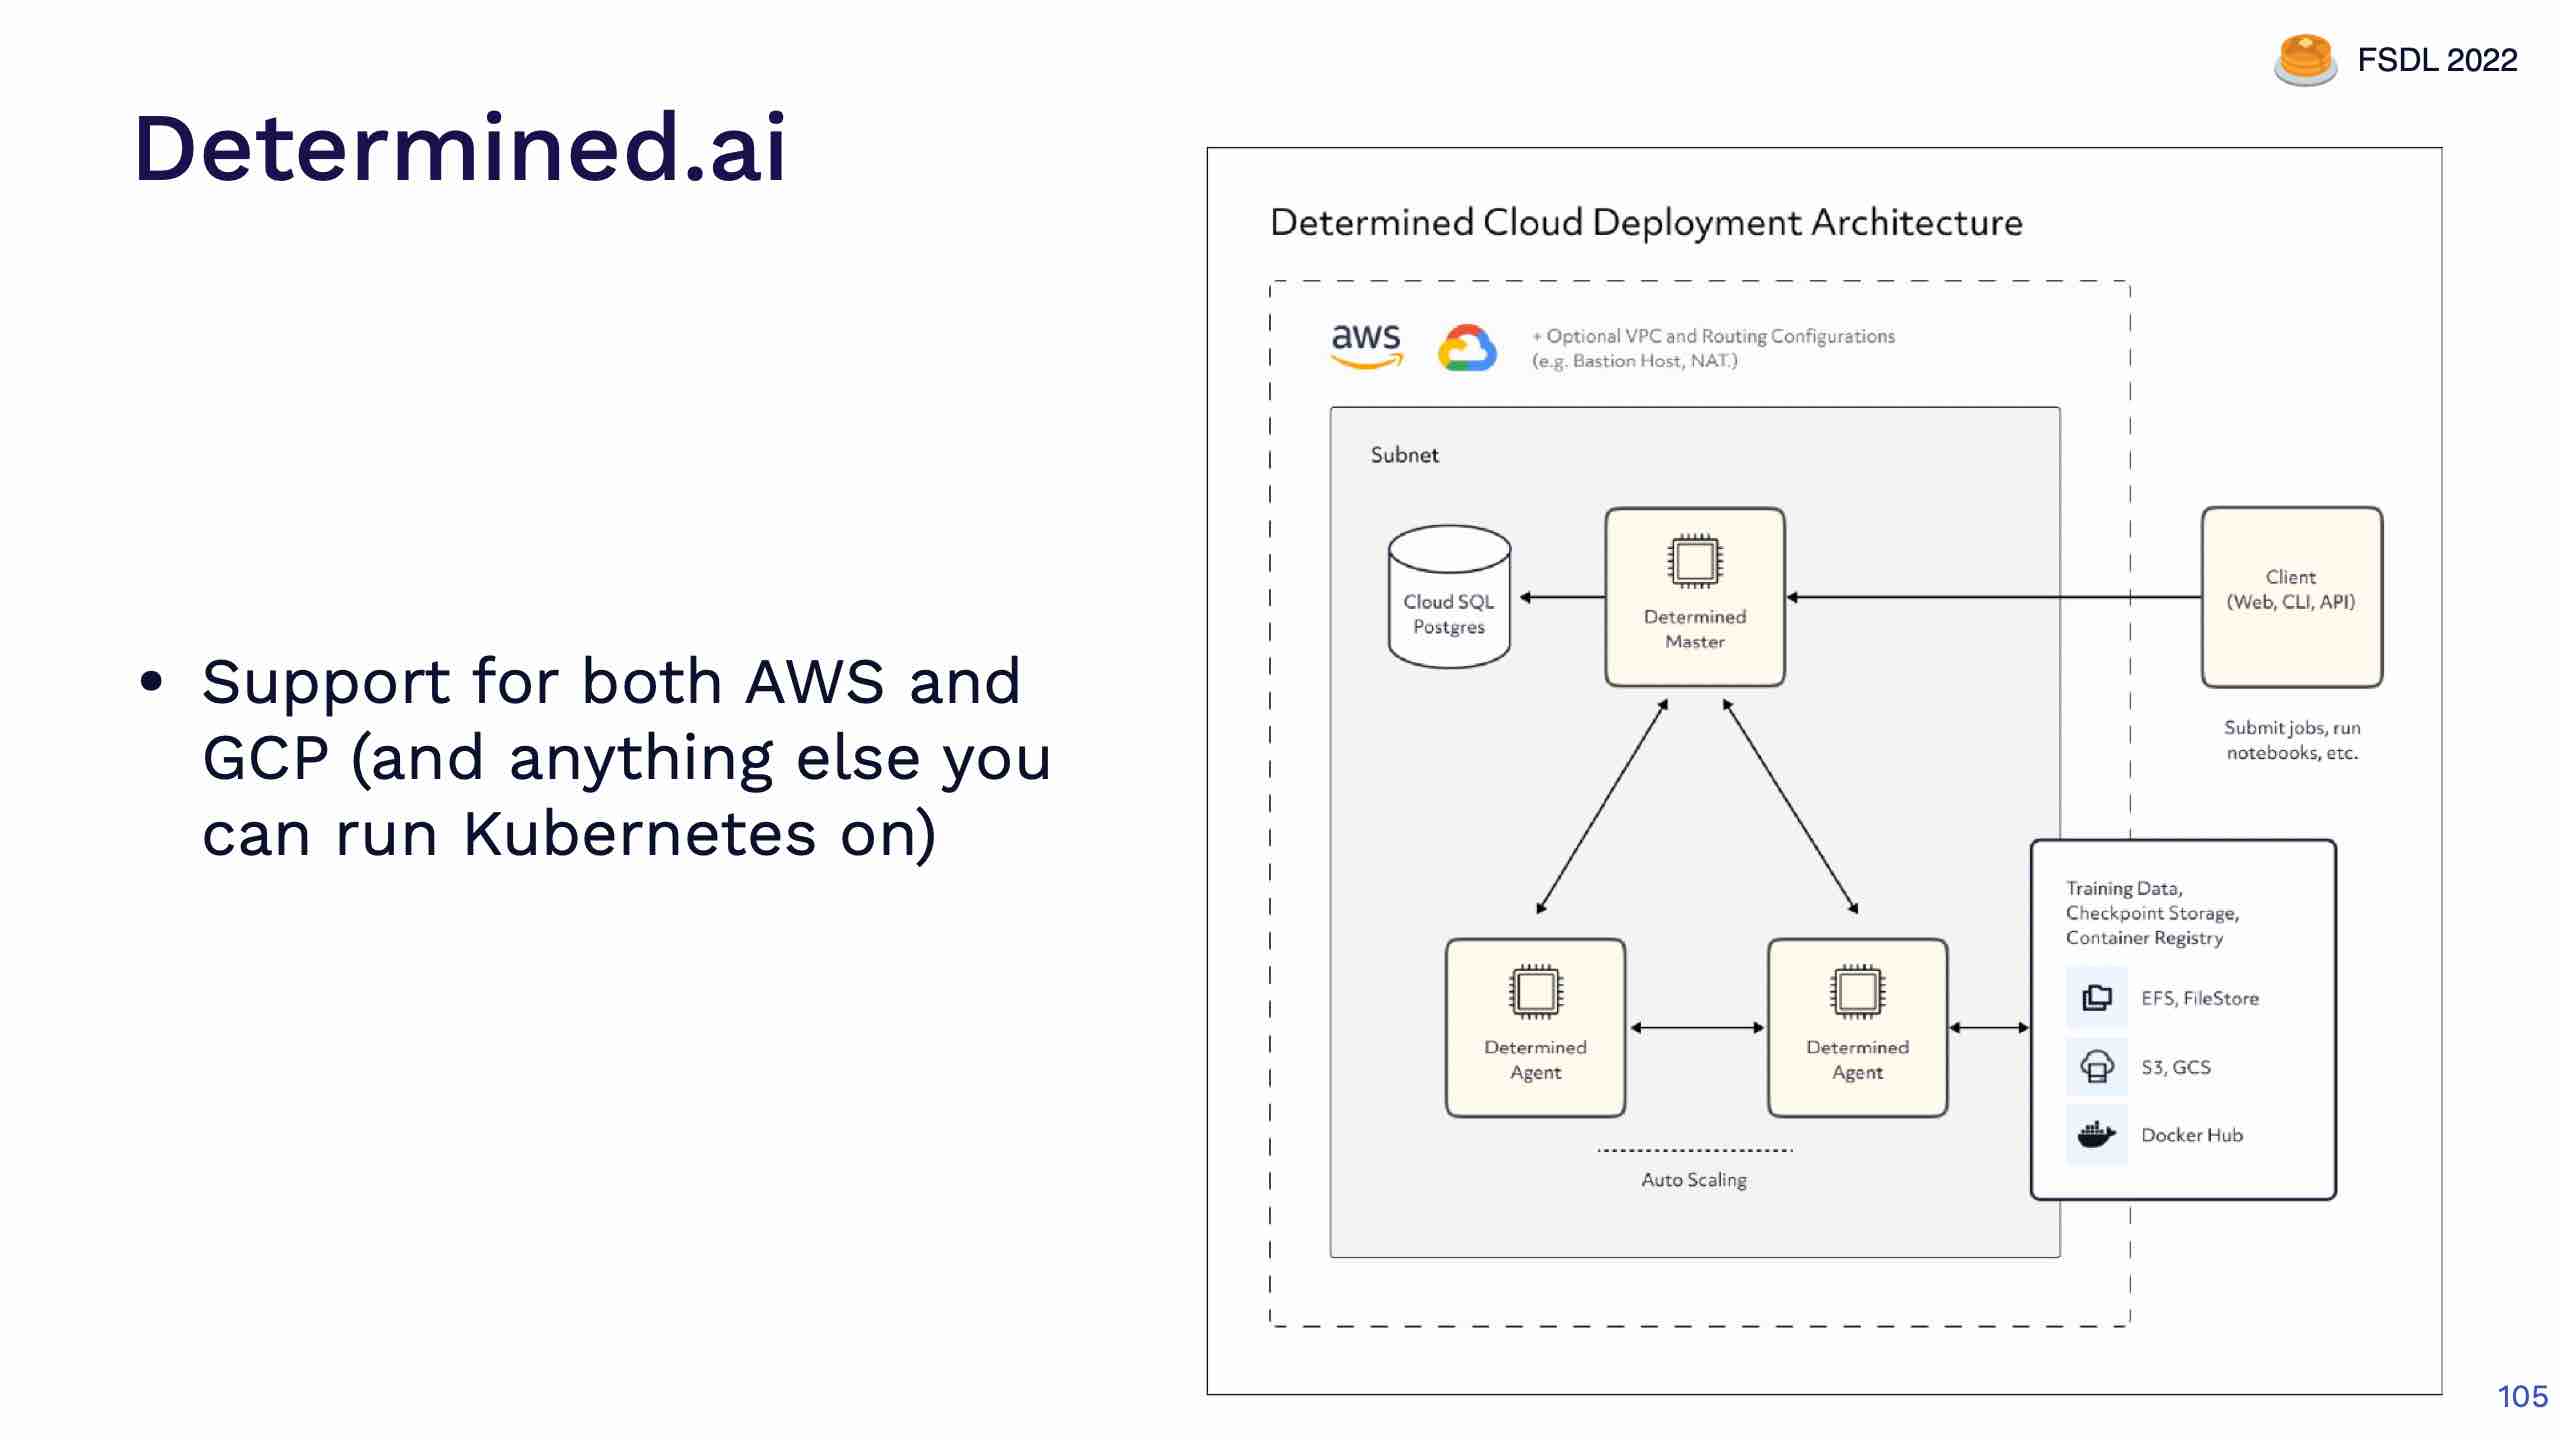 FSDL 2022
Determined.ai
• Support for both AWS and
GCP (and anything else you
can run Kubernetes on)
Determined Cloud Deployment Architecture
aws
+ Optional VPC and Routing Configurations
(e.g. Bastion Host, NAT.)
Subnet
Cloud SQL
Postgres
Determined
Master
Client
(Web, CLI, API)
Submit jobs, run
notebooks, etc.
Determined
Agent
Determined
Agent
Auto Scaling
Training Data,
Checkpoint Storage,
Container Registry
EFS, FileStore
S3, GCS
Docker Hub
105